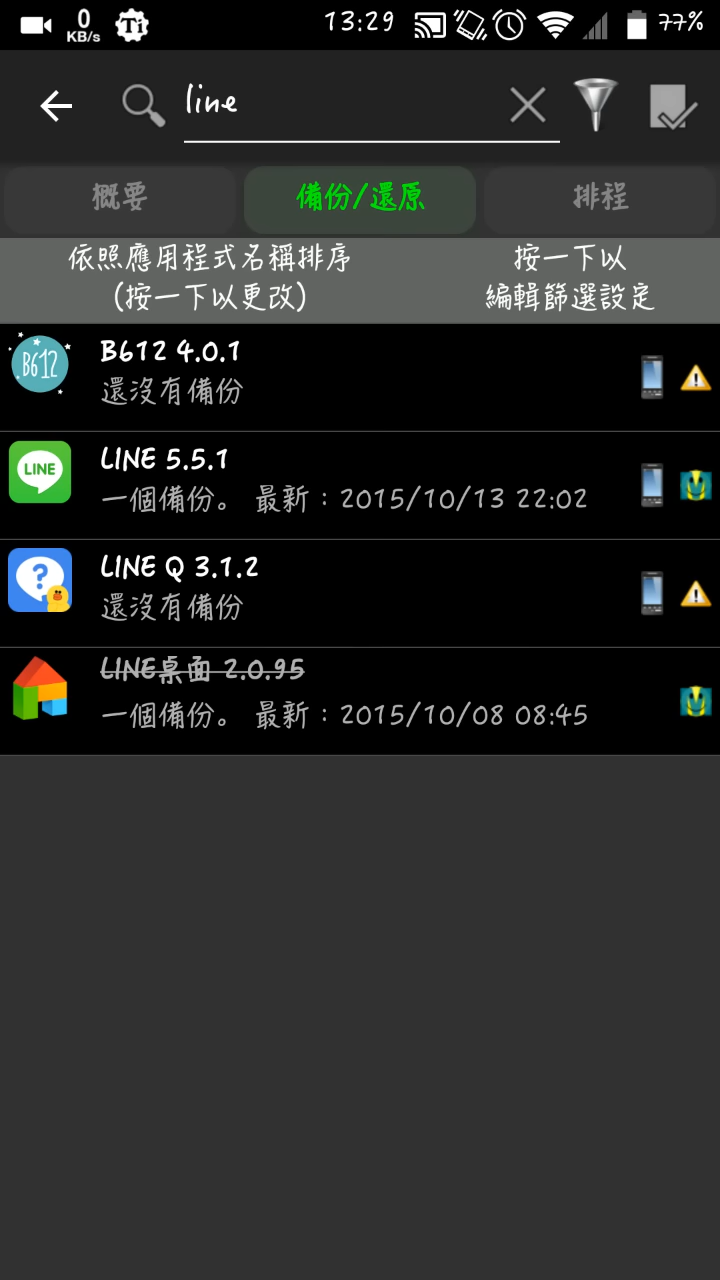 0
KB/s
Ti
13:29
77%
line
概要
備份/還原
排程
依照應用程式名稱排序
(按一下以更改)
按一下以
編輯篩選設定
B612
B612 4.0.1
還沒有備份
LINE
LINE 5.5.1
一個備份。 最新：2015/10/13 22:02
?
LINE Q 3.1.2
還沒有備份
LINE桌面 2.0.95
一個備份。 最新：2015/10/08 08:45